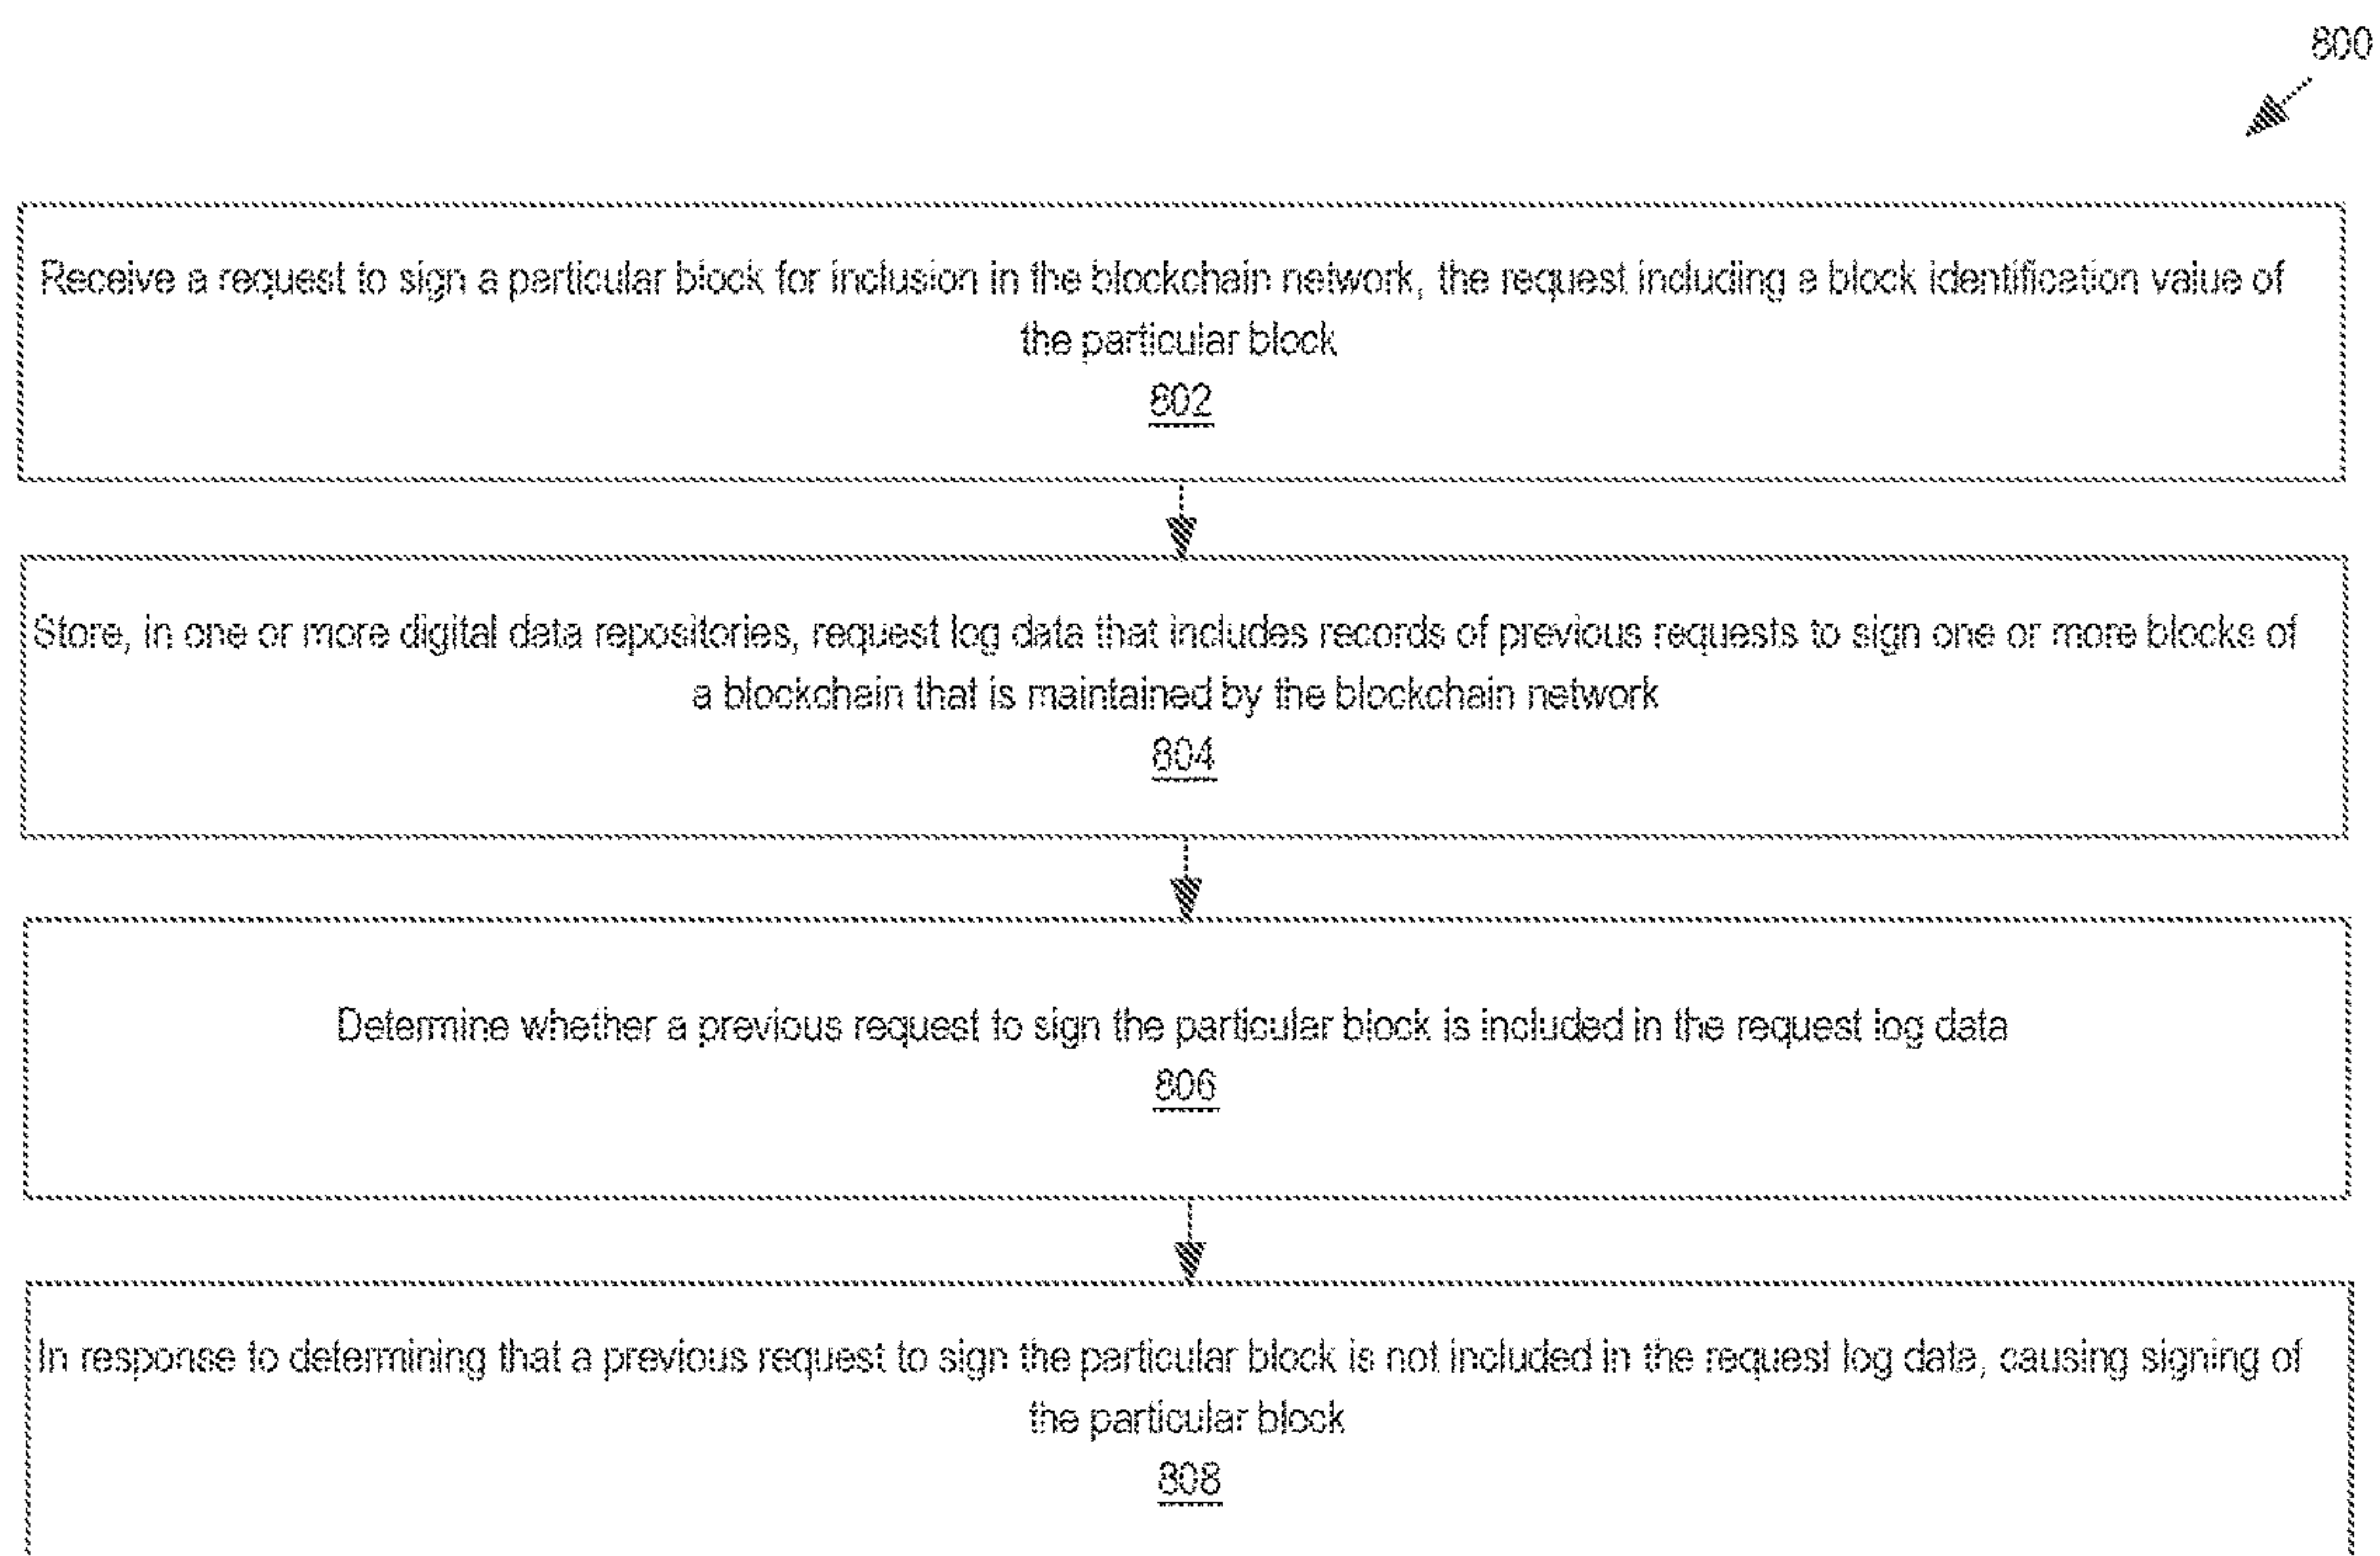 800
Receive a request to sign a particular block for inclusion in the blockchain network, the request including a block identification value of
the particular block
802
Store, in one or more digital data repositories, request log data that includes records of previous requests to sign one or more blocks of
a blockchain that is maintained by the blockchain network
804
Determine whether a previous request to sign the particular block is included in the request log data
806
In response to determining that a previous request to sign the particular block is not included in the request log data, causing signing of
the particular block
808